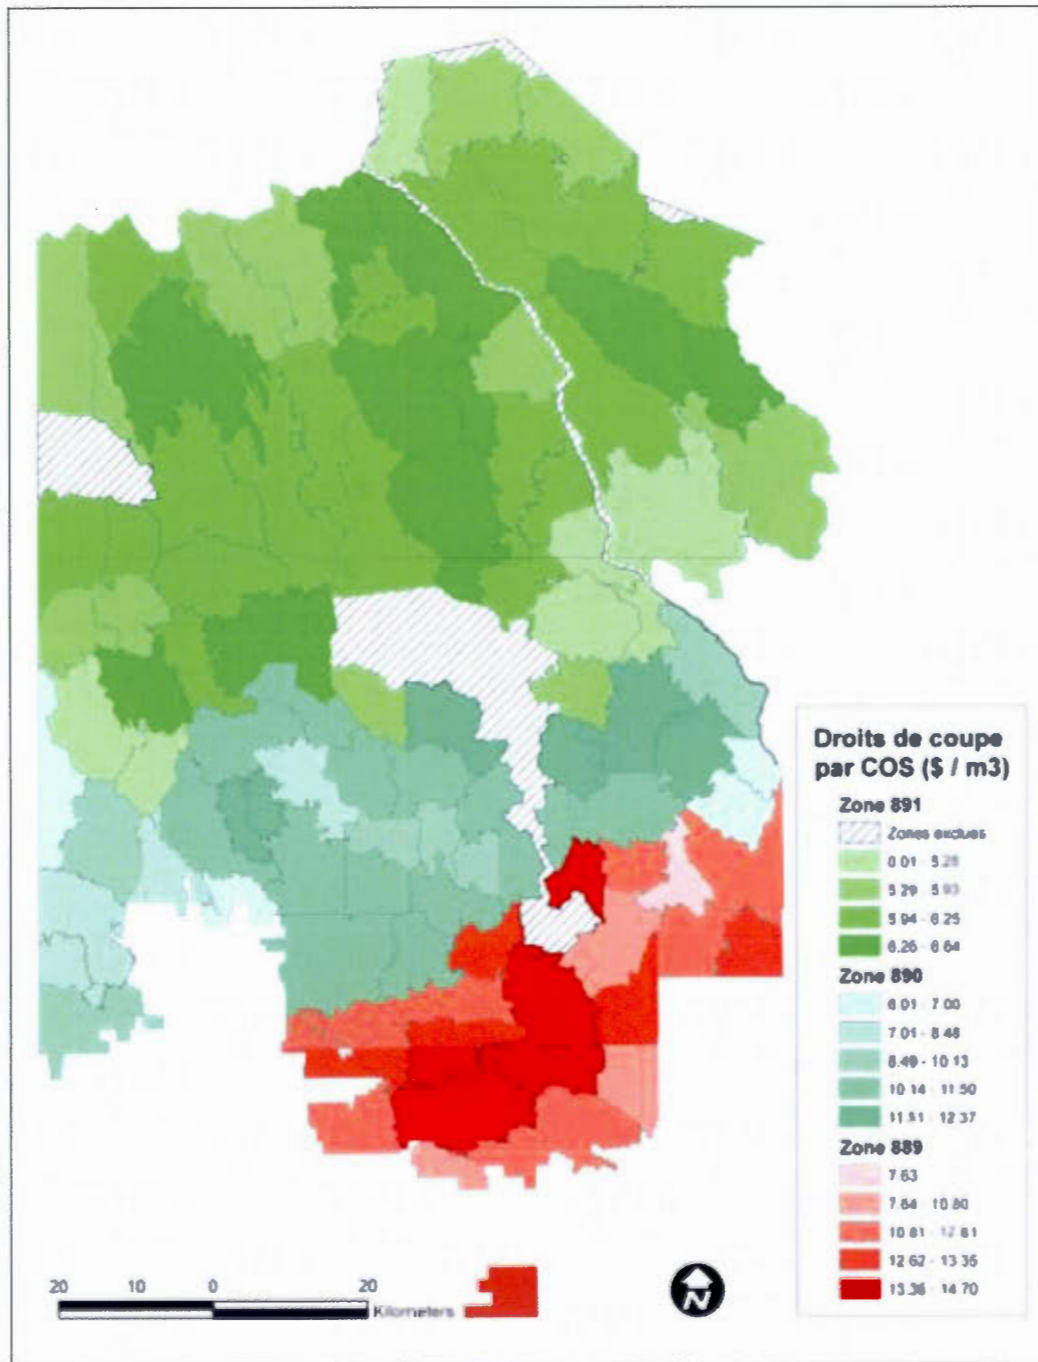 Droits de coupe
par COS ($ / m3)
Zone 891
Zones exclues
0.01 - 5.28
5.29 - 5.93
5.94 - 6.25
6.26 - 6.64
Zone 890
6.01 - 7.00
7.01 - 8.48
8.49 - 10.13
10.14 - 11.50
11.51 - 12.37
Zone 889
7.63
7.64 - 10.80
10.81 - 12.61
12.62 - 13.35
13.36 - 14.70
20 10 0 20
Kilometers
N